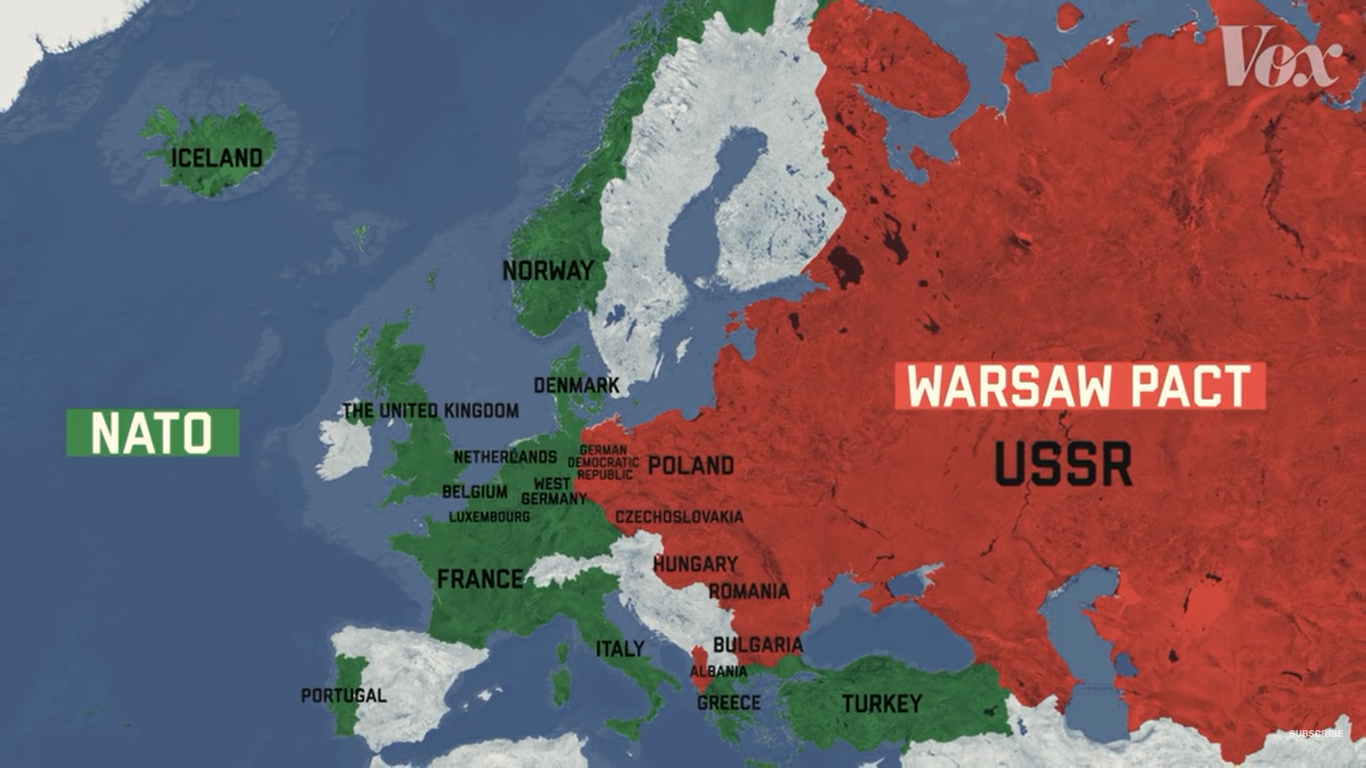 Vox
ICELAND
NORWAY
DENMARK
THE UNITED KINGDOM
NATO
WARSAW PACT
USSR
NETHERLANDS
GERMAN
DEMOCRATIC
REPUBLIC
POLAND
BELGIUM
WEST
GERMANY
LUXEMBOURG
CZECHOSLOVAKIA
FRANCE
HUNGARY
ROMANIA
ITALY
BULGARIA
ALBANIA
PORTUGAL
GREECE
TURKEY
SUBSCRIBE